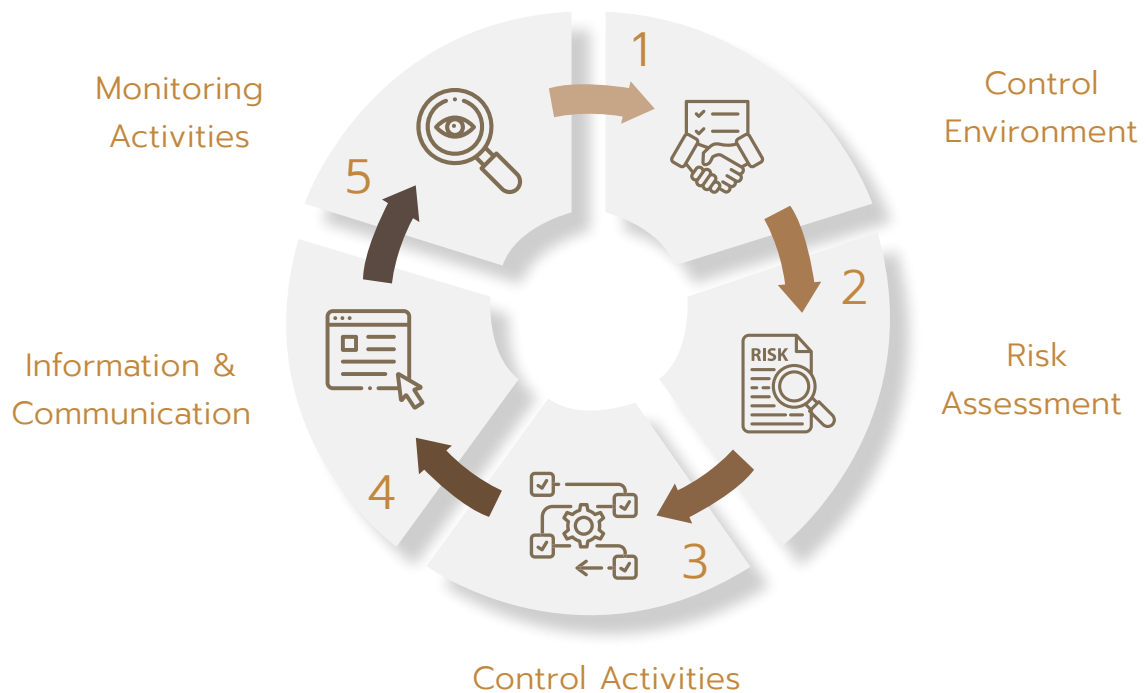 1
Control
Environment
2
Risk
Assessment
RISK
3
Control Activities
4
Information &
Communication
5
Monitoring
Activities